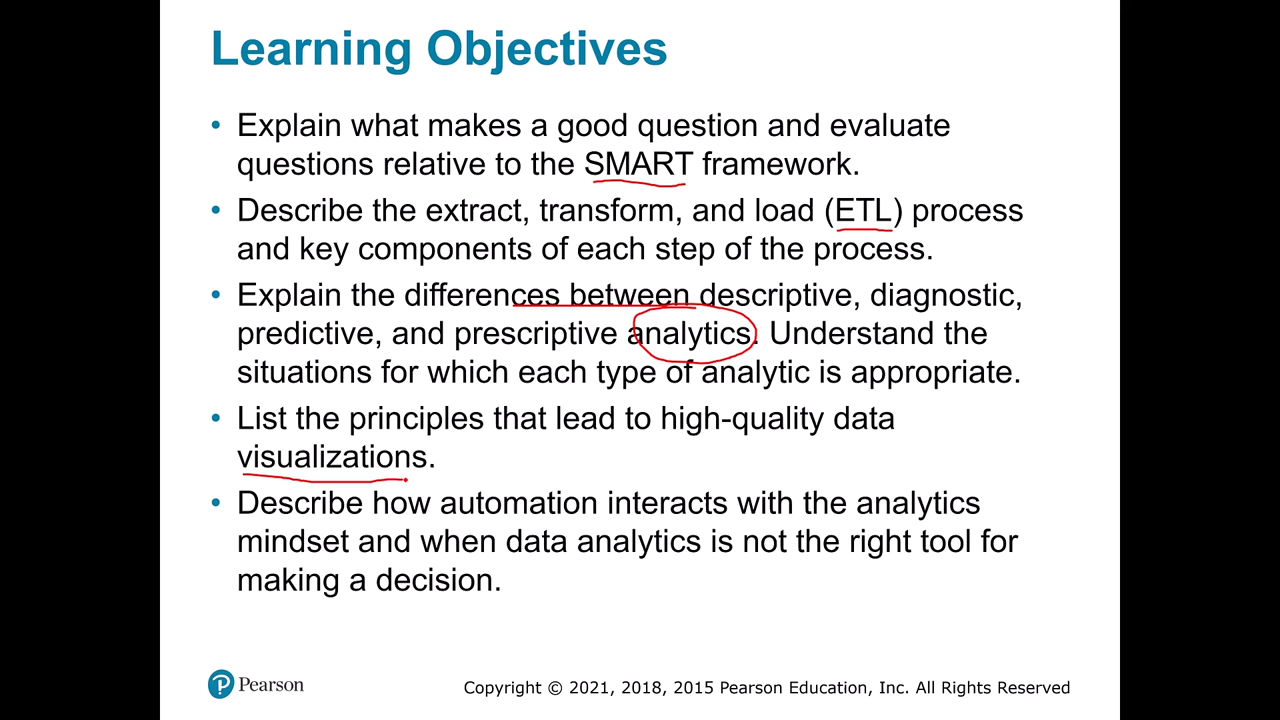 Learning Objectives
• Explain what makes a good question and evaluate
questions relative to the SMART framework.
• Describe the extract, transform, and load (ETL) process
and key components of each step of the process.
• Explain the differences between descriptive, diagnostic,
predictive, and prescriptive analytics. Understand the
situations for which each type of analytic is appropriate.
• List the principles that lead to high-quality data
visualizations.
• Describe how automation interacts with the analytics
mindset and when data analytics is not the right tool for
making a decision.
P Pearson
Copyright © 2021, 2018, 2015 Pearson Education, Inc. All Rights Reserved